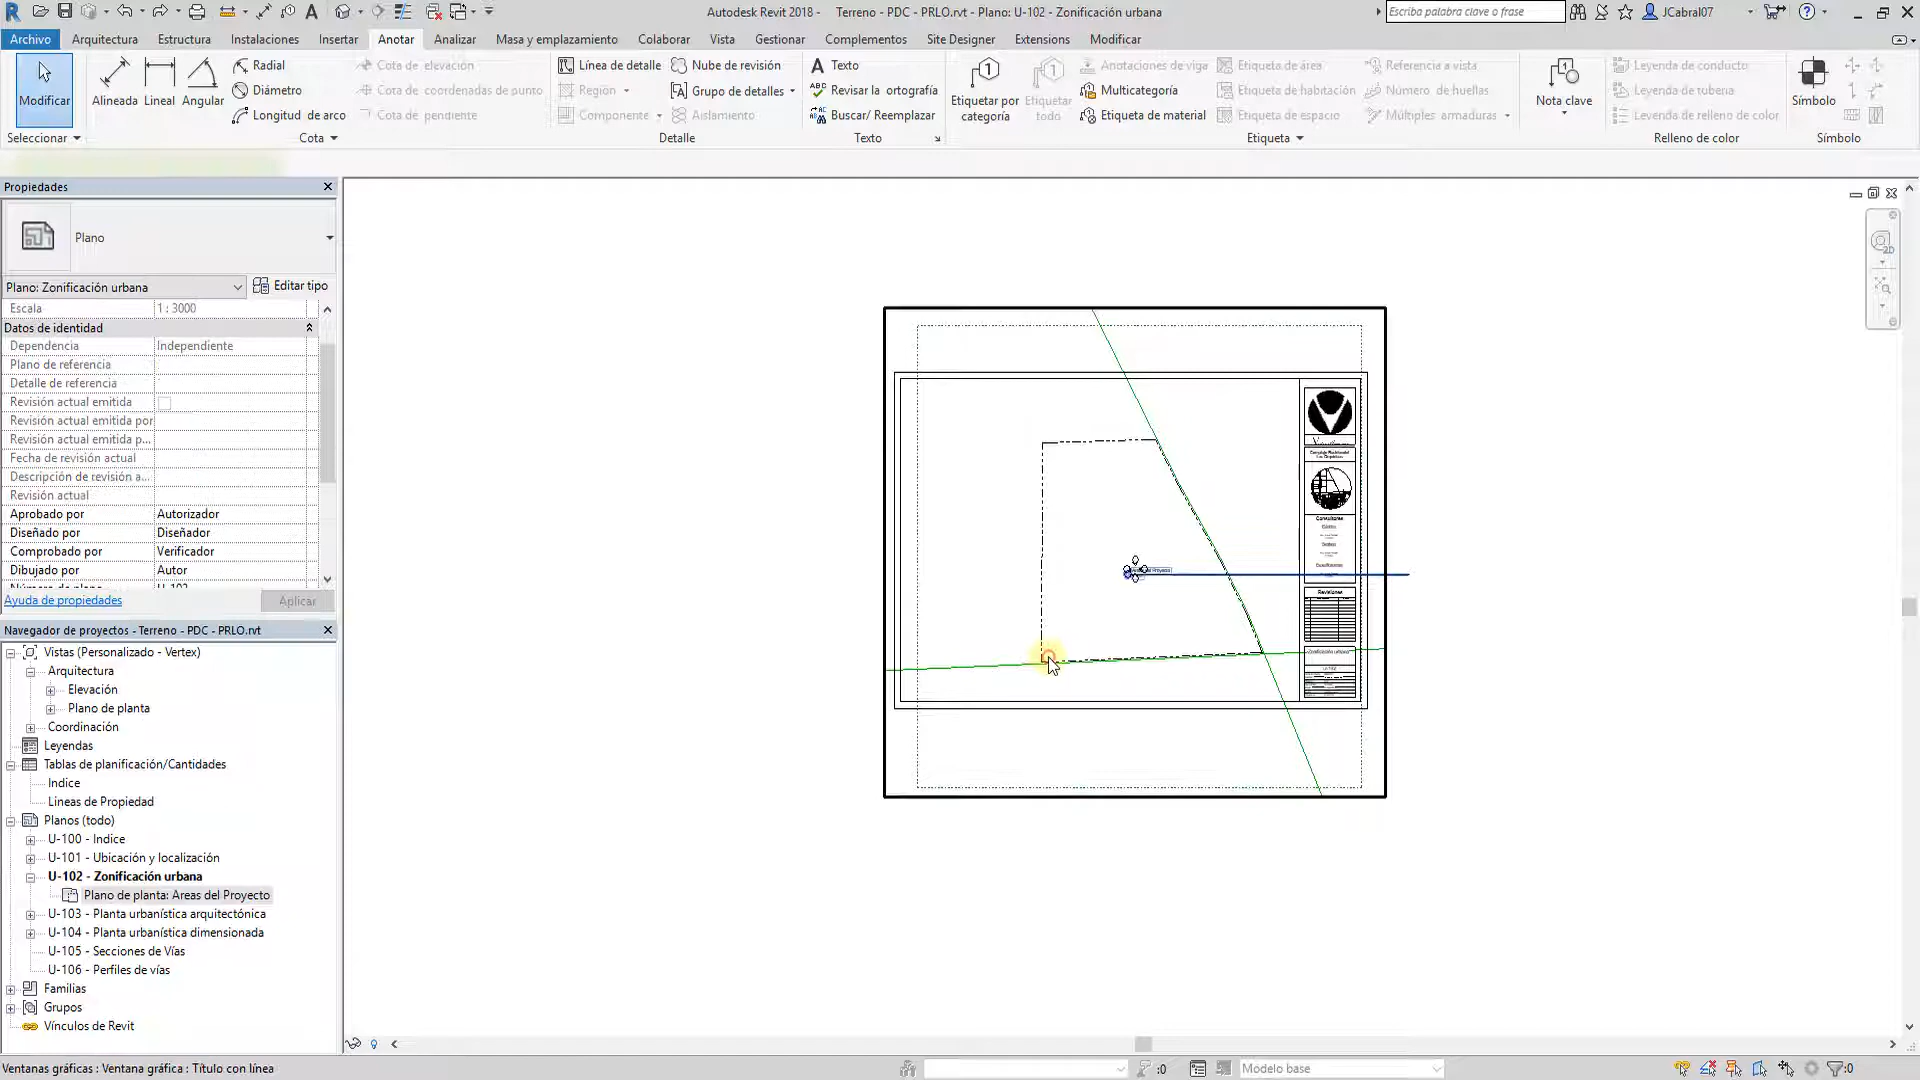 Autodesk Revit 2018 - Terreno - PDC - PRLO.rvt - Plano: U-102 - Zonificación urbana
Escriba palabra clave o frase
JCabral07
Archivo Arquitectura Estructura Instalaciones Insertar Anotar Analizar Masa y emplazamiento Colaborar Vista Gestionar Complementos Site Designer Extensions Modificar
Modificar
Seleccionar
Alineada Lineal Angular
Radial
Diámetro
Longitud de arco
Cota de elevación
Cota de coordenadas de punto
Cota de pendiente
Cota
Línea de detalle
Región
Componente
Nube de revisión
Grupo de detalles
Aislamiento
Detalle
Texto
Revisar la ortografía
Buscar/ Reemplazar
Texto
Etiquetar por categoría
Etiquetar todo
Anotaciones de viga
Multicategoría
Etiqueta de material
Etiqueta de área
Etiqueta de habitación
Etiqueta de espacio
Referencia a vista
Número de huellas
Múltiples armaduras
Etiqueta
Nota clave
Leyenda de conducto
Leyenda de tubería
Leyenda de relleno de color
Relleno de color
Símbolo
Símbolo
Propiedades
Plano
Plano: Zonificación urbana
Editar tipo
Escala 1 : 3000
Datos de identidad
Dependencia Independiente
Plano de referencia
Detalle de referencia
Revisión actual emitida
Revisión actual emitida por
Revisión actual emitida p...
Fecha de revisión actual
Descripción de revisión a...
Revisión actual
Aprobado por Autorizador
Diseñado por Diseñador
Comprobado por Verificador
Dibujado por Autor
Ayuda de propiedades
Aplicar
Navegador de proyectos - Terreno - PDC - PRLO.rvt
Vistas (Personalizado - Vertex)
Arquitectura
Elevación
Plano de planta
Coordinación
Leyendas
Tablas de planificación/Cantidades
Indice
Lineas de Propiedad
Planos (todo)
U-100 - Indice
U-101 - Ubicación y localización
U-102 - Zonificación urbana
Plano de planta: Areas del Proyecto
U-103 - Planta urbanística arquitectónica
U-104 - Planta urbanística dimensionada
U-105 - Secciones de Vías
U-106 - Perfiles de vías
Familias
Grupos
Vínculos de Revit
Consultores
Revisiones
Zonificación urbana
2D
Ventanas gráficas : Ventana gráfica : Título con línea
:0
Modelo base
:0